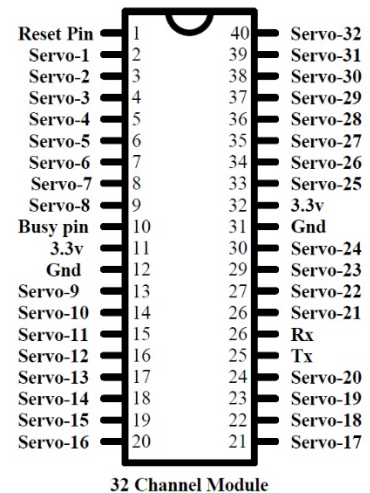 Reset Pin 1 40 Servo-32
Servo-1 2 39 Servo-31
Servo-2 3 38 Servo-30
Servo-3 4 37 Servo-29
Servo-4 5 36 Servo-28
Servo-5 6 35 Servo-27
Servo-6 7 34 Servo-26
Servo-7 8 33 Servo-25
Servo-8 9 32 3.3v
Busy pin 10 31 Gnd
3.3v 11 30 Servo-24
Gnd 12 29 Servo-23
Servo-9 13 27 Servo-22
Servo-10 14 26 Servo-21
Servo-11 15 26 Rx
Servo-12 16 25 Tx
Servo-13 17 24 Servo-20
Servo-14 18 23 Servo-19
Servo-15 19 22 Servo-18
Servo-16 20 21 Servo-17
32 Channel Module